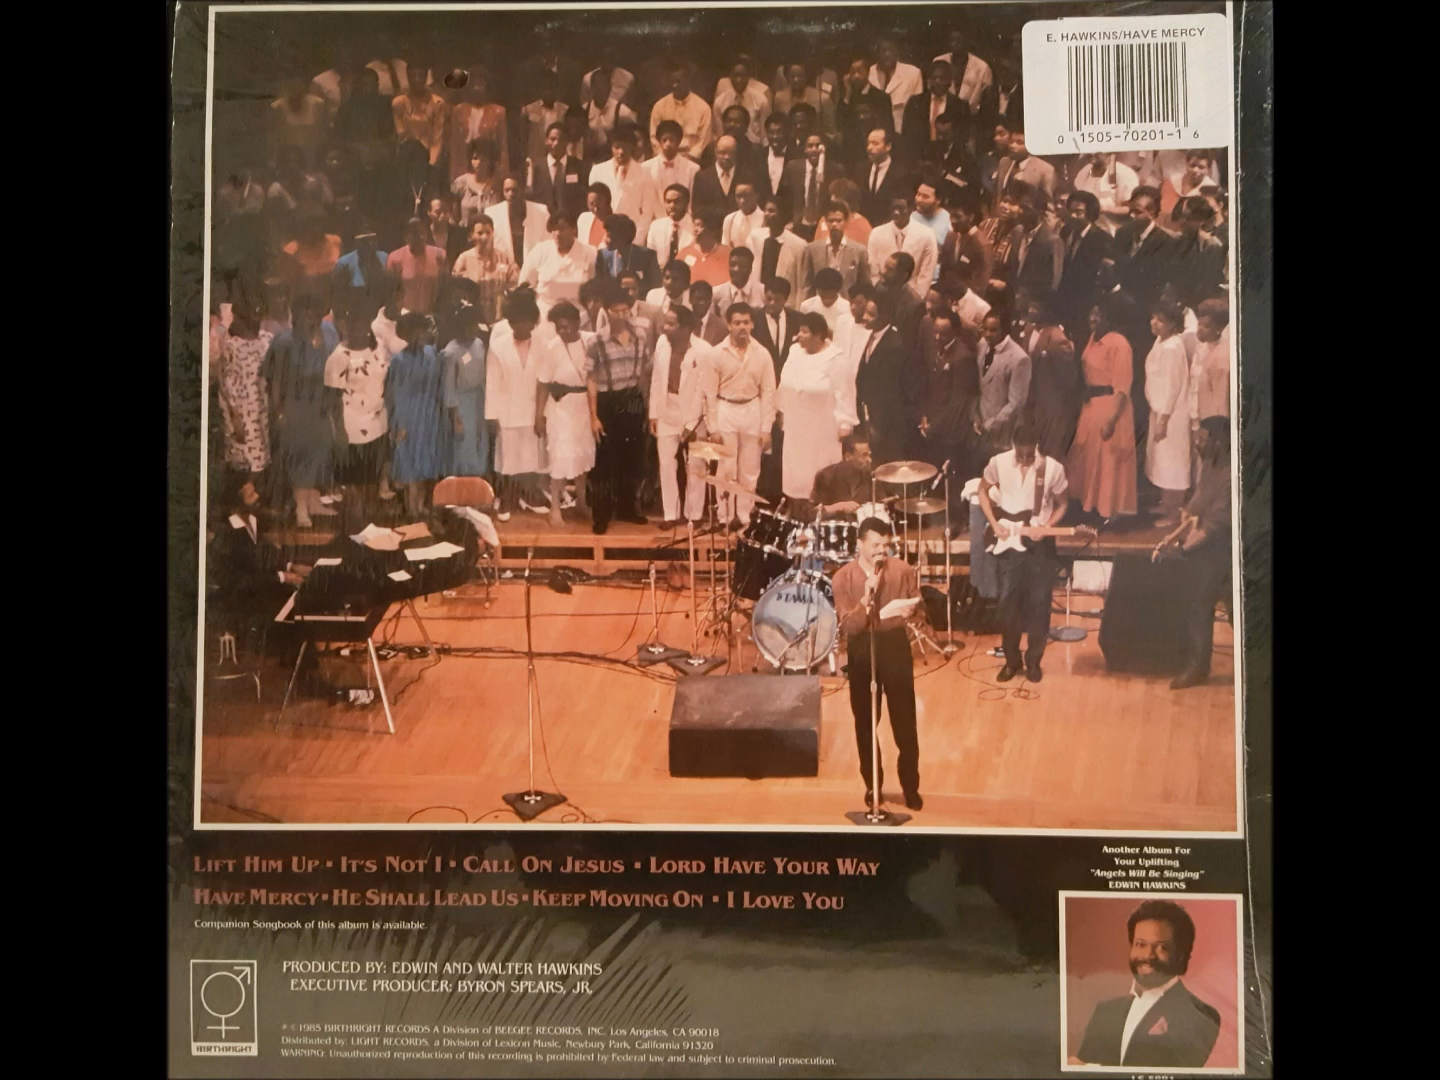 E. HAWKINS/HAVE MERCY
0 1505-70201-1 6
TAMA
LIFT HIM UP ▪ IT'S NOT I ▪ CALL ON JESUS ▪ LORD HAVE YOUR WAY
HAVE MERCY ▪ HE SHALL LEAD US ▪ KEEP MOVING ON ▪ I LOVE YOU
Companion Songbook of this album is available.
PRODUCED BY: EDWIN AND WALTER HAWKINS
EXECUTIVE PRODUCER: BYRON SPEARS, JR.
BIRTHRIGHT
© 1985 BIRTHRIGHT RECORDS A Division of BEEGEE RECORDS, INC. Los Angeles, CA 90018
Distributed by: LIGHT RECORDS, a Division of Lexicon Music, Newbury Park, California 91320
WARNING: Unauthorized reproduction of this recording is prohibited by Federal law and subject to criminal prosecution.
Another Album For
Your Uplifting
"Angels Will Be Singing"
EDWIN HAWKINS